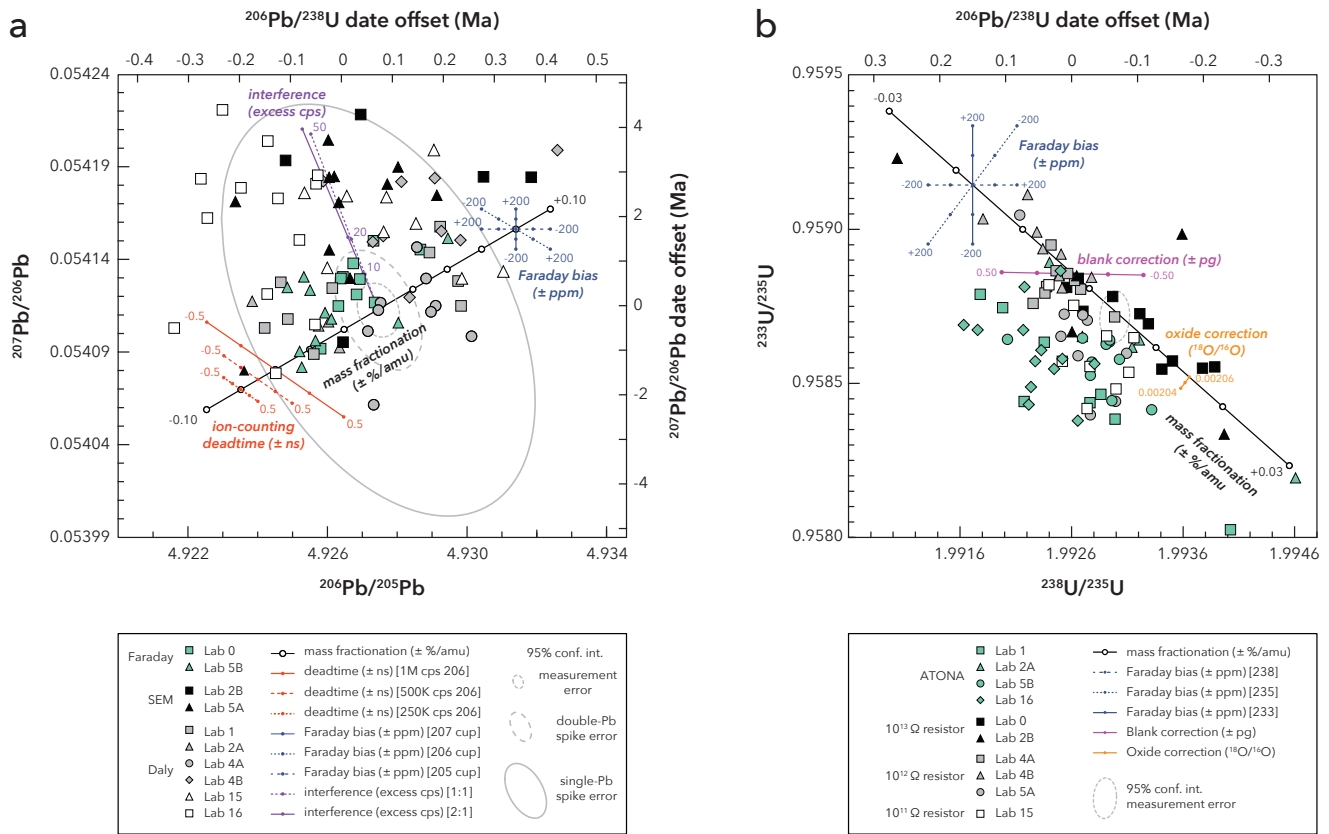 a
²⁰⁶Pb/²³⁸U date offset (Ma)
-0.4 -0.3 -0.2 -0.1 0 0.1 0.2 0.3 0.4 0.5
0.05424
0.05419
0.05414
0.05409
0.05404
0.05399
²⁰⁷Pb/²⁰⁶Pb
4
2
0
-2
-4
²⁰⁷Pb/²⁰⁶Pb date offset (Ma)
interference
(excess cps)
50
20
10
+0.10
-200 +200
+200 -200
-200 +200
Faraday bias
(± ppm)
mass fractionation
(± %/amu)
-0.5
-0.5
-0.5
0.5 0.5
0.5
-0.10
ion-counting
deadtime (± ns)
4.922 4.926 4.930 4.934
²⁰⁶Pb/²⁰⁵Pb
Faraday
Lab 0
Lab 5B
SEM
Lab 2B
Lab 5A
Daly
Lab 1
Lab 2A
Lab 4A
Lab 4B
Lab 15
Lab 16
mass fractionation (± %/amu)
deadtime (± ns) [1M cps 206]
deadtime (± ns) [500K cps 206]
deadtime (± ns) [250K cps 206]
Faraday bias (± ppm) [207 cup]
Faraday bias (± ppm) [206 cup]
Faraday bias (± ppm) [205 cup]
interference (excess cps) [1:1]
interference (excess cps) [2:1]
95% conf. int.
measurement
error
double-Pb
spike error
single-Pb
spike error
b
²⁰⁶Pb/²³⁸U date offset (Ma)
0.3 0.2 0.1 0 -0.1 -0.2 -0.3
0.9595
0.9590
0.9585
0.9580
²³³U/²³⁵U
-0.03
+200 -200
-200 +200
+200 -200
Faraday bias
(± ppm)
blank correction (± pg)
0.50 -0.50
oxide correction
(¹⁸O/¹⁶O)
0.00206
0.00204
mass fractionation
(± %/amu
+0.03
1.9916 1.9926 1.9936 1.9946
²³⁸U/²³⁵U
ATONA
Lab 1
Lab 2A
Lab 5B
Lab 16
10¹³ Ω resistor
Lab 0
Lab 2B
10¹² Ω resistor
Lab 4A
Lab 4B
Lab 5A
10¹¹ Ω resistor
Lab 15
mass fractionation (± %/amu)
Faraday bias (± ppm) [238]
Faraday bias (± ppm) [235]
Faraday bias (± ppm) [233]
Blank correction (± pg)
Oxide correction (¹⁸O/¹⁶O)
95% conf. int.
measurement error